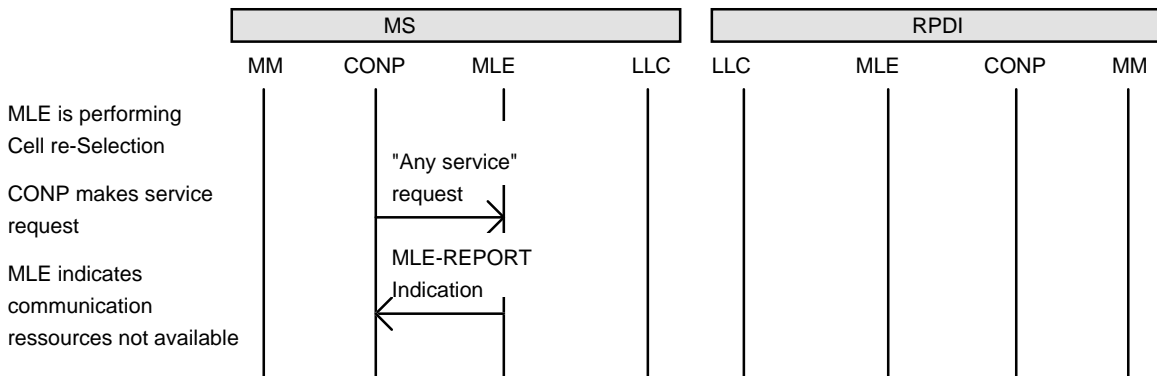 MS
RPDI
MM CONP MLE LLC LLC MLE CONP MM
MLE is performing
Cell re-Selection
"Any service"
request
CONP makes service
request
MLE-REPORT
Indication
MLE indicates
communication
ressources not available